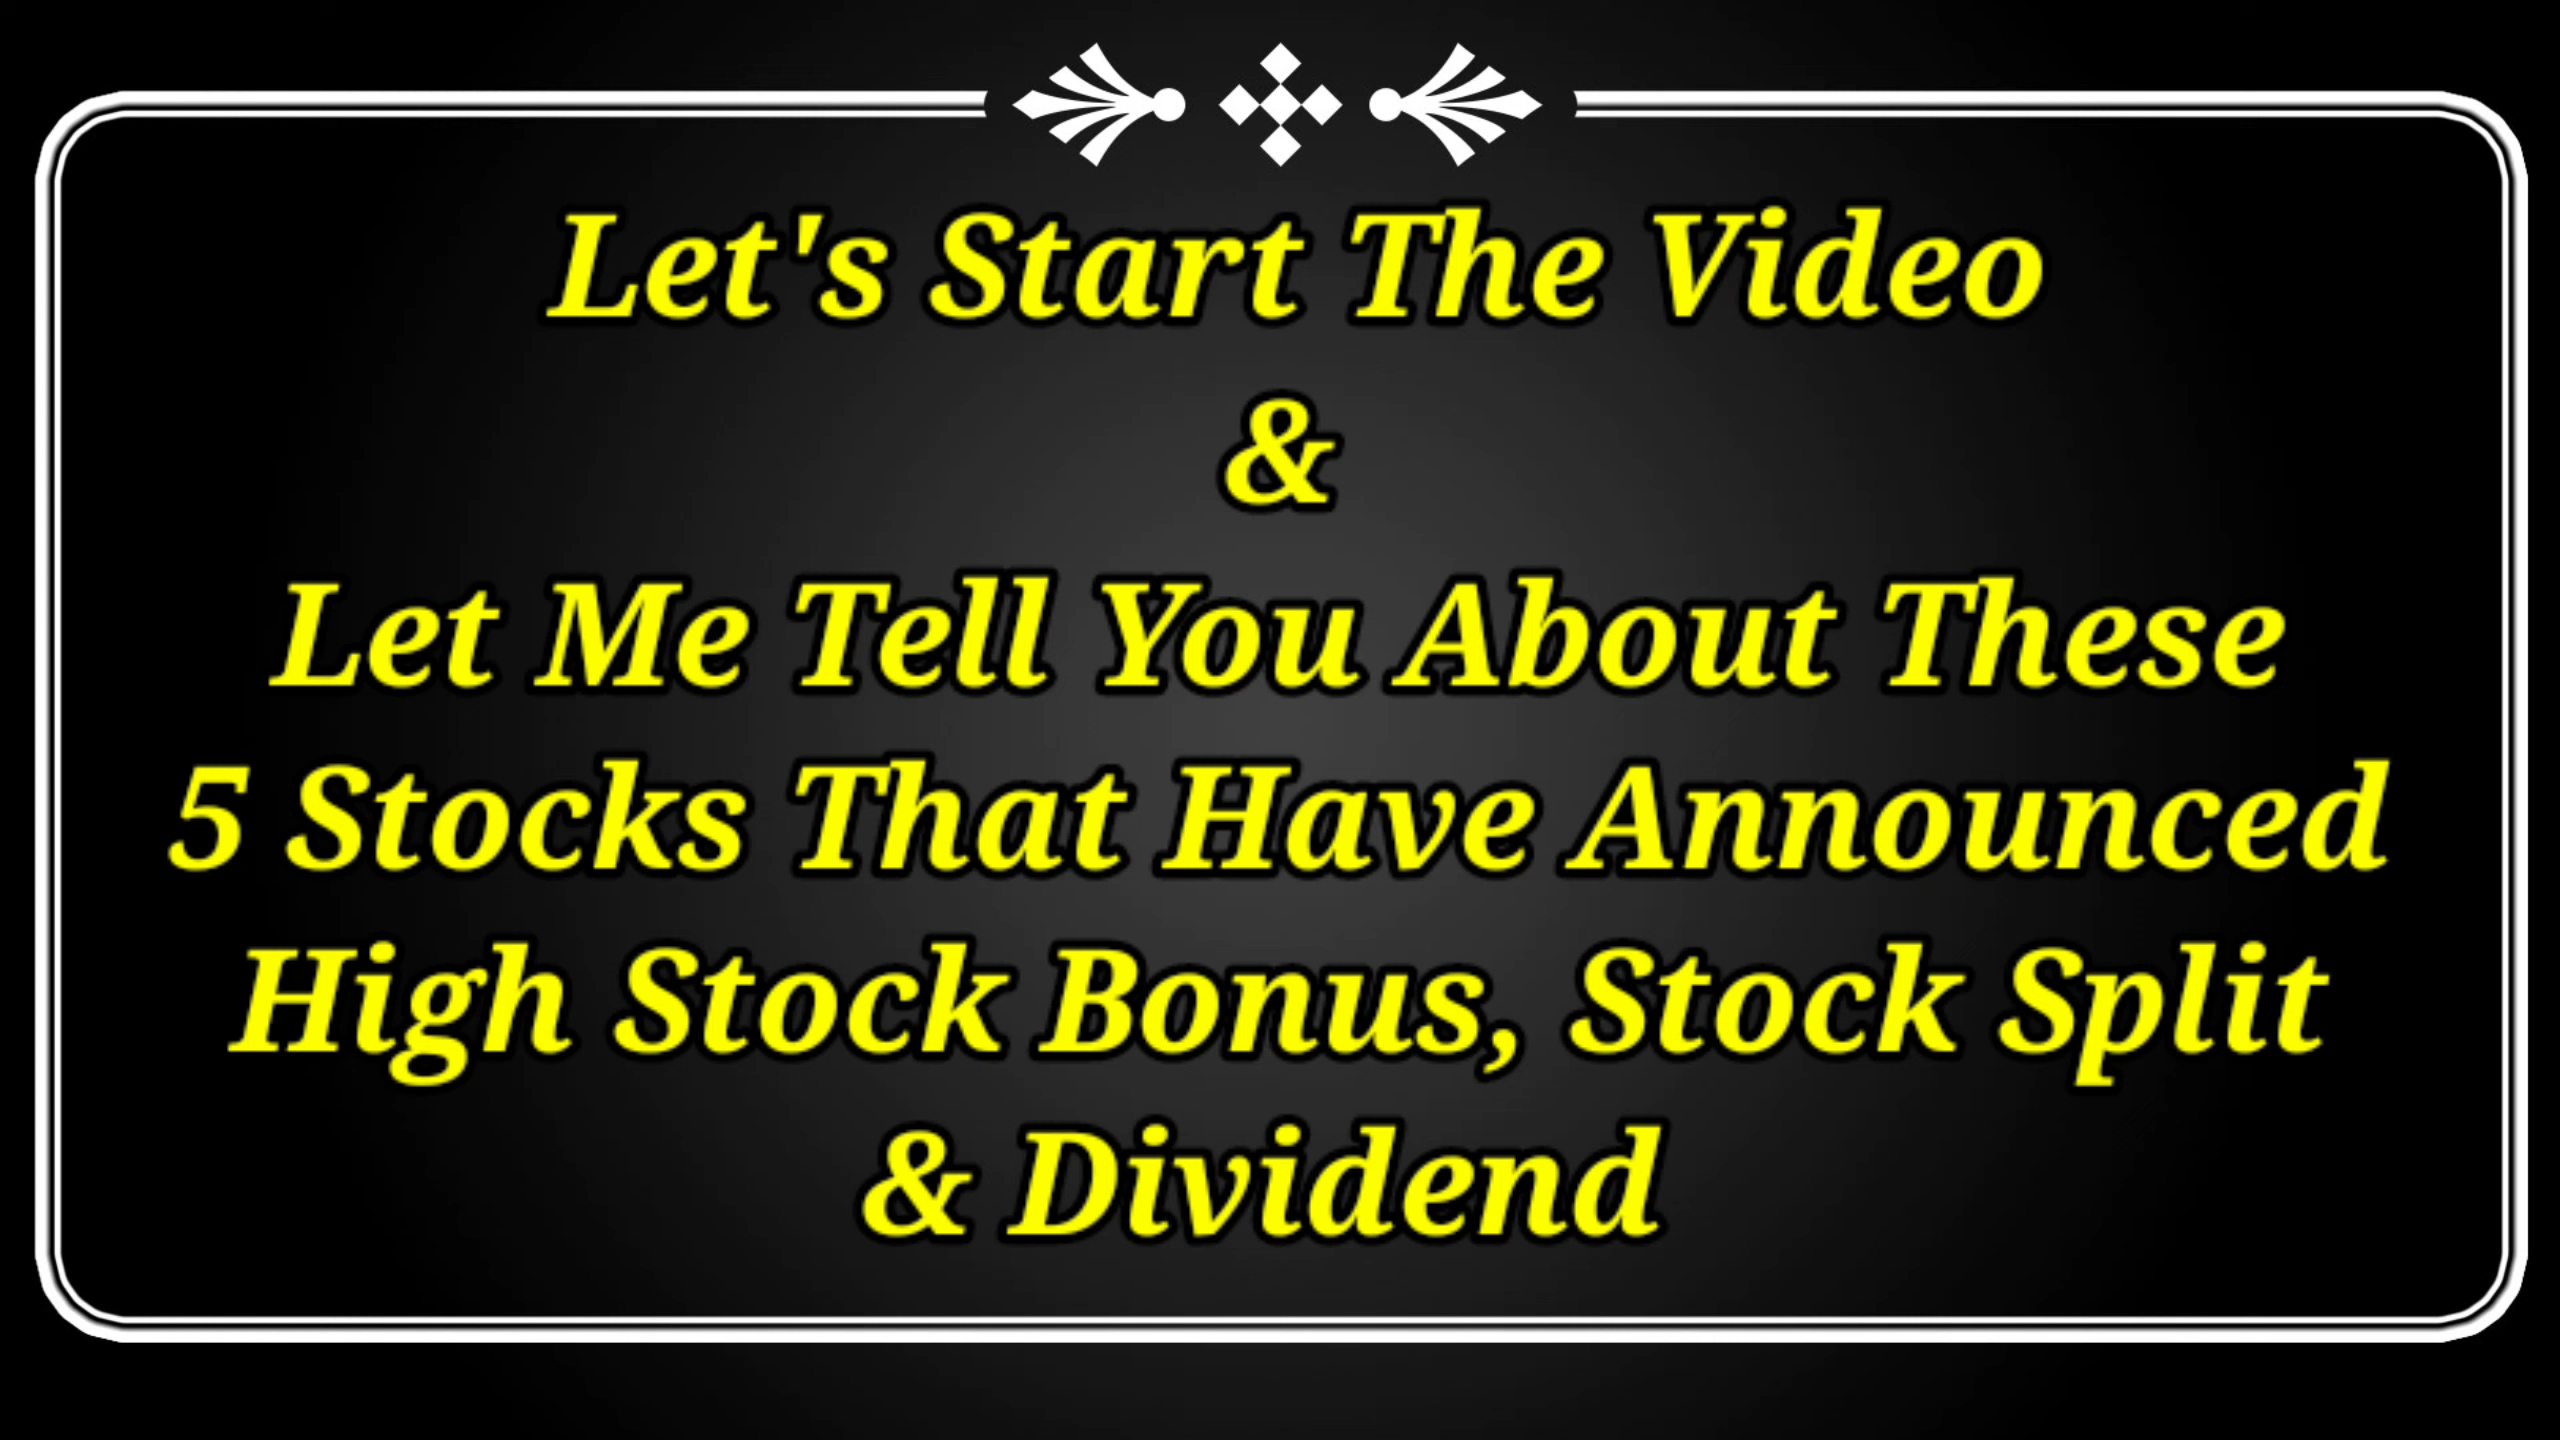 Let's Start The Video
&
Let Me Tell You About These
5 Stocks That Have Announced
High Stock Bonus, Stock Split
& Dividend